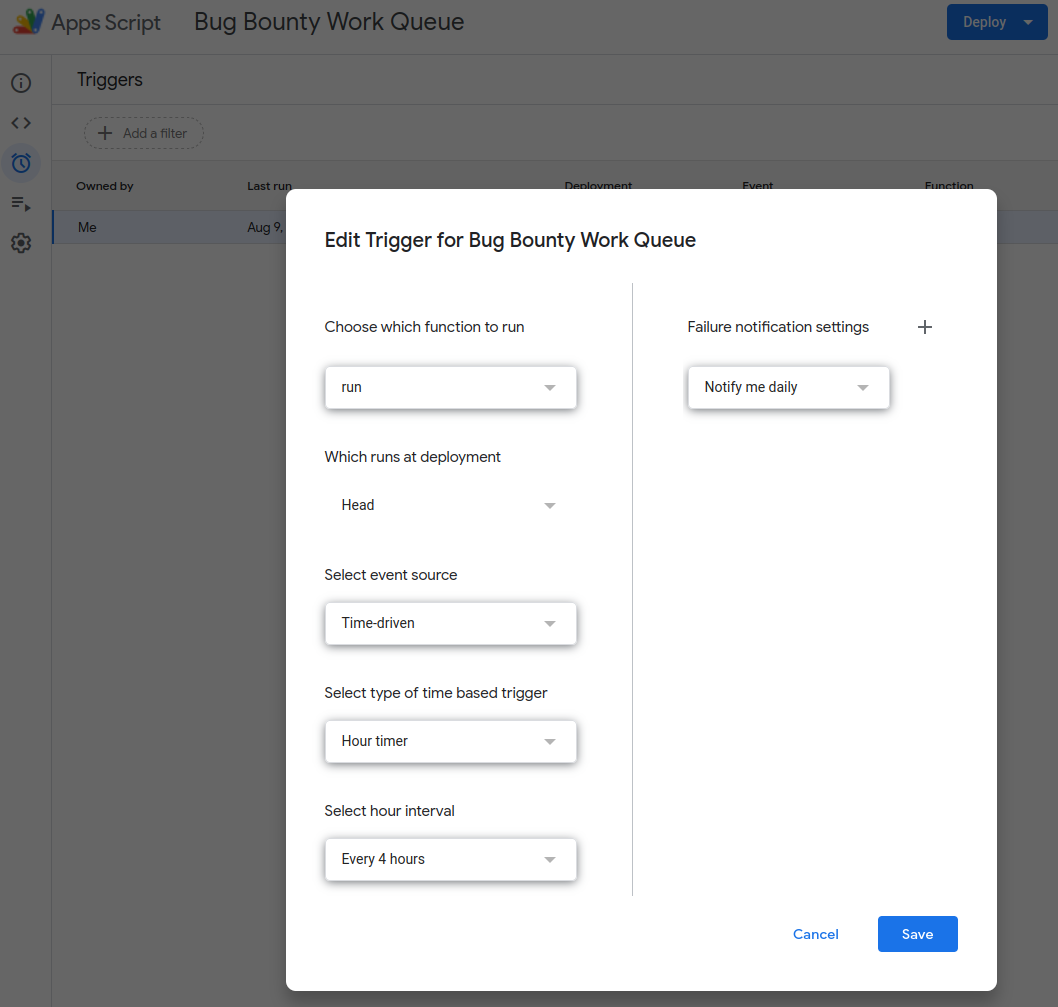 Apps Script Bug Bounty Work Queue Deploy
Triggers
Add a filter
Owned by Last run Deployment Event Function
Me Aug 9,
Edit Trigger for Bug Bounty Work Queue
Choose which function to run
run
Which runs at deployment
Head
Select event source
Time-driven
Select type of time based trigger
Hour timer
Select hour interval
Every 4 hours
Failure notification settings
Notify me daily
Cancel Save